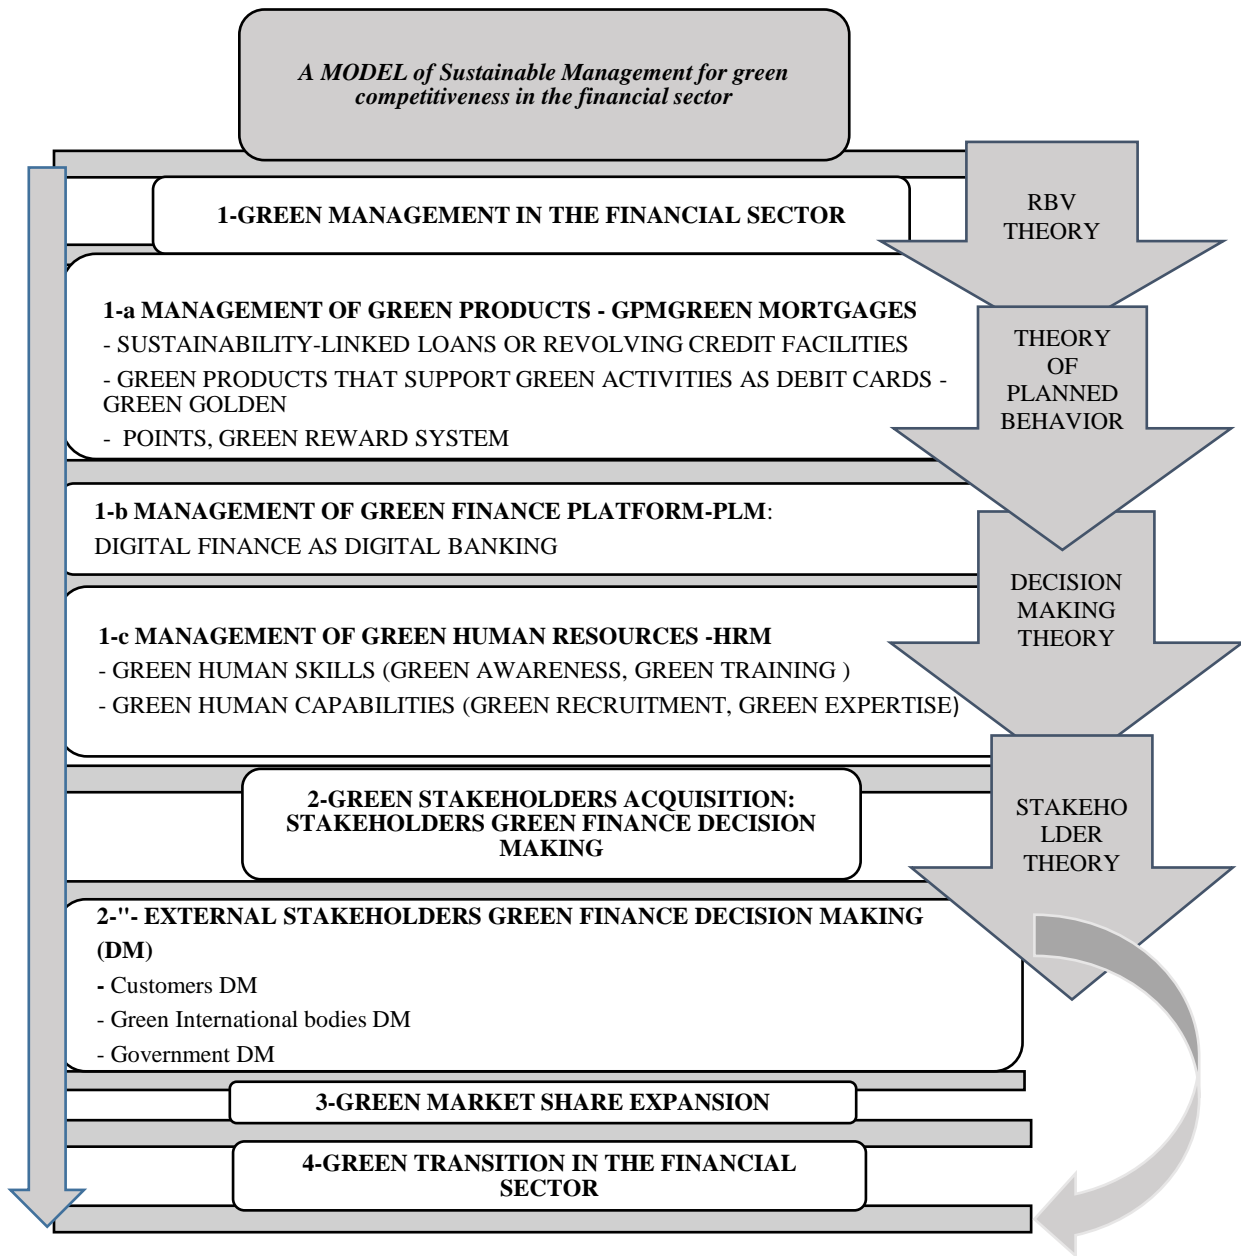 A MODEL of Sustainable Management for green
competitiveness in the financial sector
1-GREEN MANAGEMENT IN THE FINANCIAL SECTOR
RBV
THEORY
1-a MANAGEMENT OF GREEN PRODUCTS - GPMGREEN MORTGAGES
- SUSTAINABILITY-LINKED LOANS OR REVOLVING CREDIT FACILITIES
- GREEN PRODUCTS THAT SUPPORT GREEN ACTIVITIES AS DEBIT CARDS -
GREEN GOLDEN
- POINTS, GREEN REWARD SYSTEM
THEORY
OF
PLANNED
BEHAVIOR
1-b MANAGEMENT OF GREEN FINANCE PLATFORM-PLM:
DIGITAL FINANCE AS DIGITAL BANKING
1-c MANAGEMENT OF GREEN HUMAN RESOURCES -HRM
- GREEN HUMAN SKILLS (GREEN AWARENESS, GREEN TRAINING )
- GREEN HUMAN CAPABILITIES (GREEN RECRUITMENT, GREEN EXPERTISE)
DECISION
MAKING
THEORY
2-GREEN STAKEHOLDERS ACQUISITION:
STAKEHOLDERS GREEN FINANCE DECISION
MAKING
STAKEHO
LDER
THEORY
2-"- EXTERNAL STAKEHOLDERS GREEN FINANCE DECISION MAKING
(DM)
- Customers DM
- Green International bodies DM
- Government DM
3-GREEN MARKET SHARE EXPANSION
4-GREEN TRANSITION IN THE FINANCIAL
SECTOR